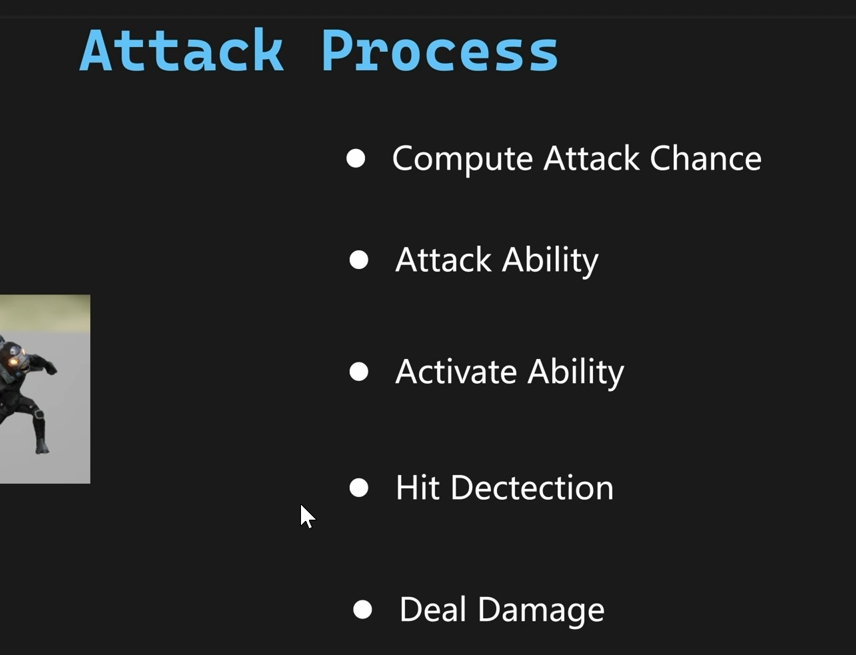 Attack Process
Compute Attack Chance
Attack Ability
Activate Ability
Hit Dectection
Deal Damage